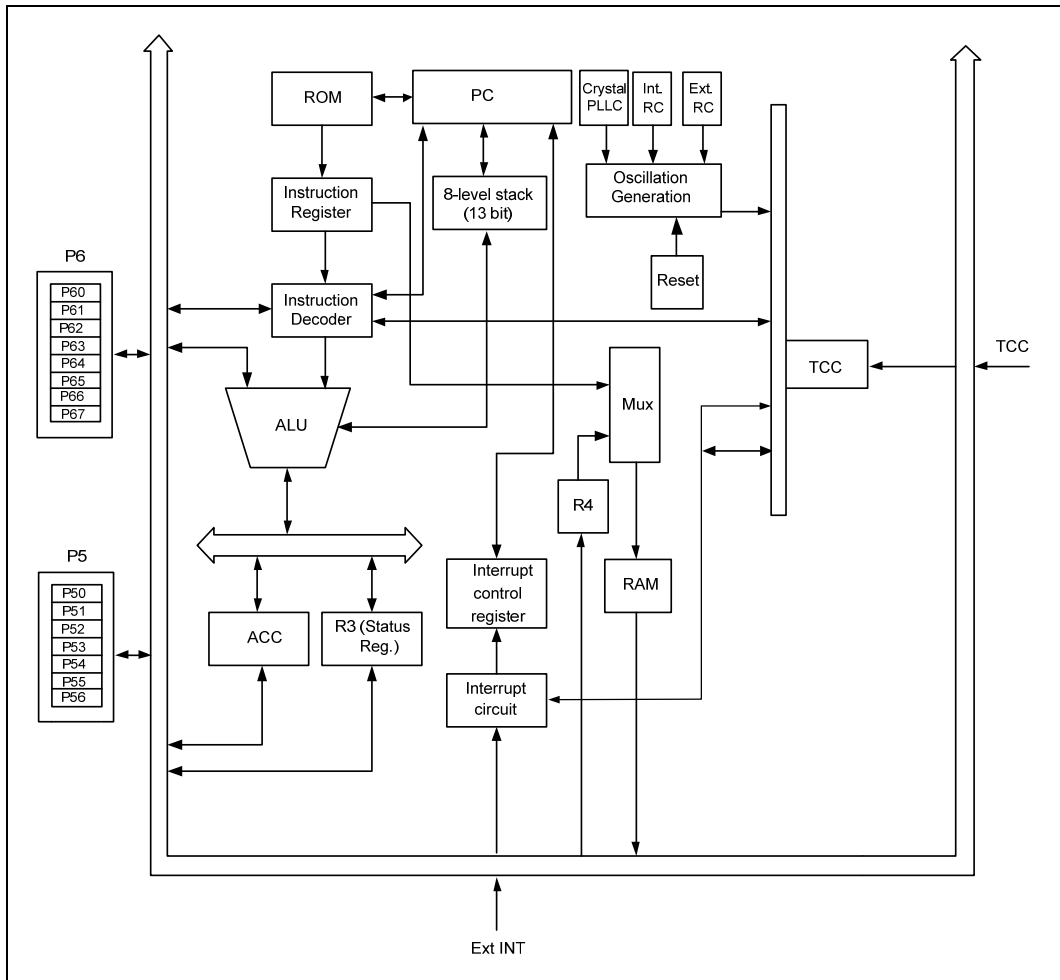 ROM
PC
Crystal
PLLC
Int.
RC
Ext.
RC
Oscillation
Generation
Instruction
Register
8-level stack
(13 bit)
Reset
P6
P60
P61
P62
P63
P64
P65
P66
P67
Instruction
Decoder
TCC
TCC
Mux
ALU
R4
P5
P50
P51
P52
P53
P54
P55
P56
Interrupt
control
register
RAM
ACC
R3 (Status
Reg.)
Interrupt
circuit
Ext INT